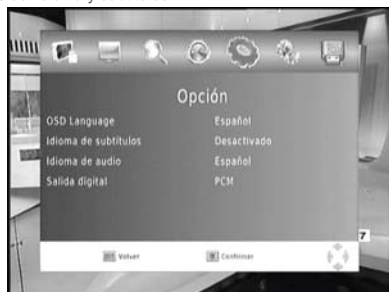 Opción
OSD Language Español
Idioma de subtítulos Desactivado
Idioma de audio Español
Salida digital PCM
Volver Confirmar
7